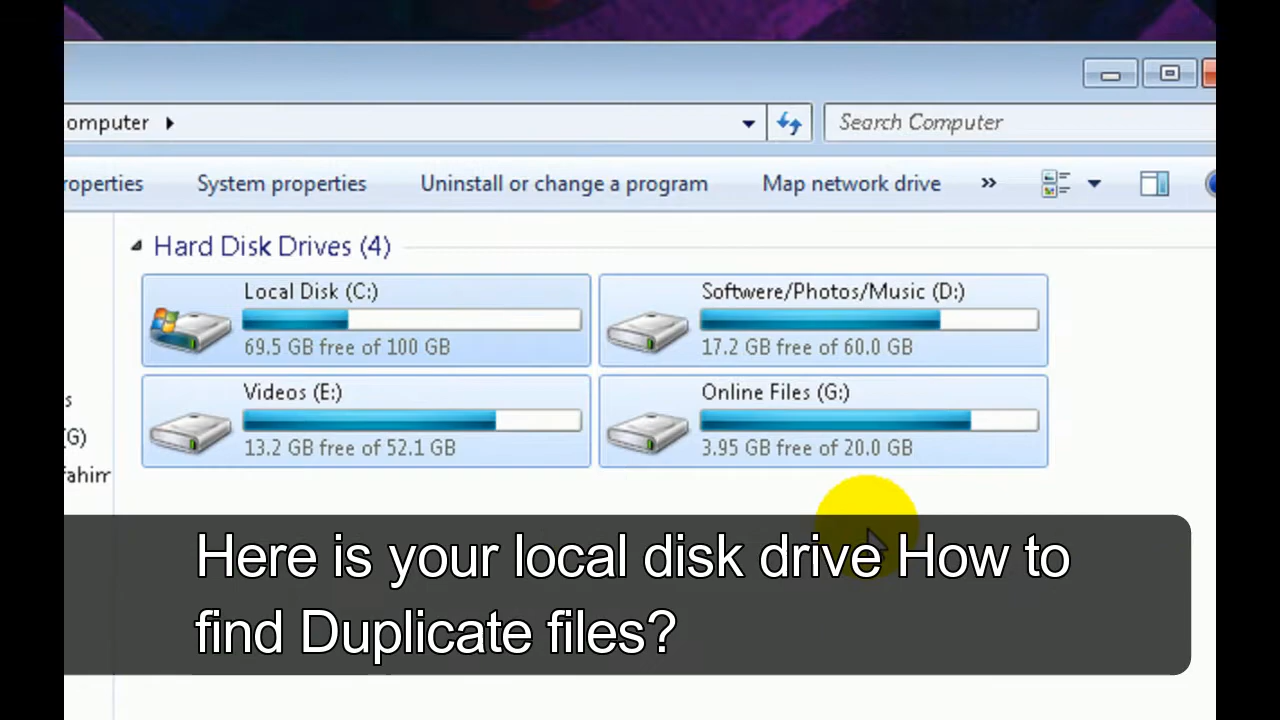 omputer
Search Computer
roperties System properties Uninstall or change a program Map network drive »
Hard Disk Drives (4)
Local Disk (C:)
69.5 GB free of 100 GB
Softwere/Photos/Music (D:)
17.2 GB free of 60.0 GB
Videos (E:)
13.2 GB free of 52.1 GB
Online Files (G:)
3.95 GB free of 20.0 GB
s
(G)
fahim
Here is your local disk drive How to
find Duplicate files?